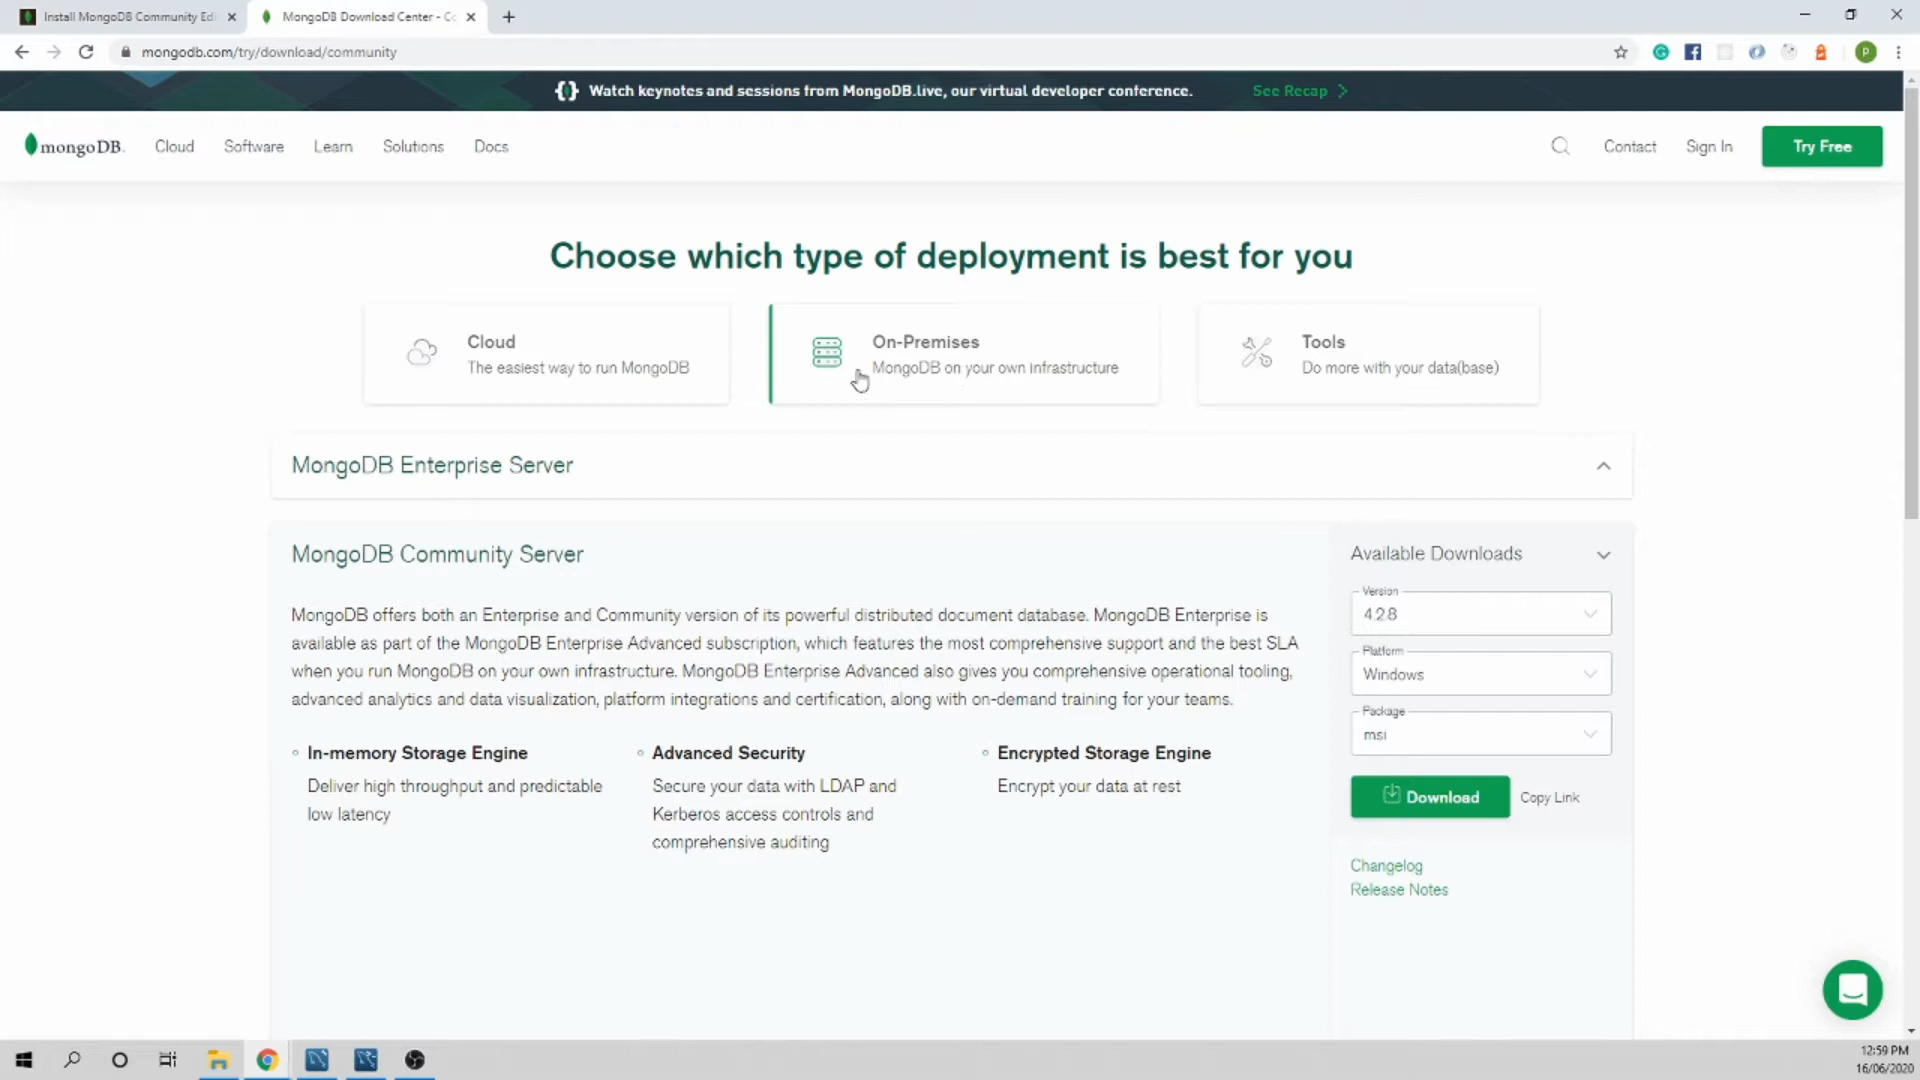 Install MongoDB Community Edi
MongoDB Download Center - Co
mongodb.com/try/download/community
P
Watch keynotes and sessions from MongoDB.live, our virtual developer conference.
See Recap
mongoDB.
Cloud
Software
Learn
Solutions
Docs
Contact
Sign In
Try Free
Choose which type of deployment is best for you
Cloud
The easiest way to run MongoDB
On-Premises
MongoDB on your own infrastructure
Tools
Do more with your data(base)
MongoDB Enterprise Server
MongoDB Community Server
MongoDB offers both an Enterprise and Community version of its powerful distributed document database. MongoDB Enterprise is
available as part of the MongoDB Enterprise Advanced subscription, which features the most comprehensive support and the best SLA
when you run MongoDB on your own infrastructure. MongoDB Enterprise Advanced also gives you comprehensive operational tooling,
advanced analytics and data visualization, platform integrations and certification, along with on-demand training for your teams.
In-memory Storage Engine
Deliver high throughput and predictable
low latency
Advanced Security
Secure your data with LDAP and
Kerberos access controls and
comprehensive auditing
Encrypted Storage Engine
Encrypt your data at rest
Available Downloads
Version
4.2.8
Platform
Windows
Package
msi
Download
Copy Link
Changelog
Release Notes
12:59 PM
16/06/2020